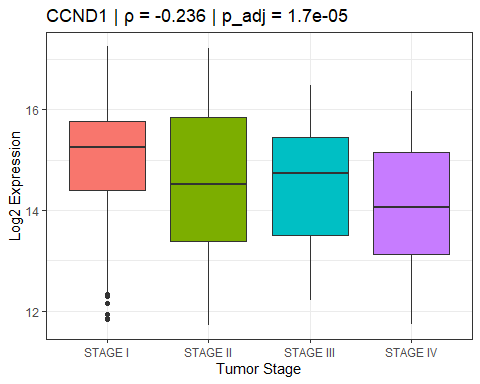 CCND1 | ρ = -0.236 | p_adj = 1.7e-05
16
14
12
Log2 Expression
STAGE I STAGE II STAGE III STAGE IV
Tumor Stage